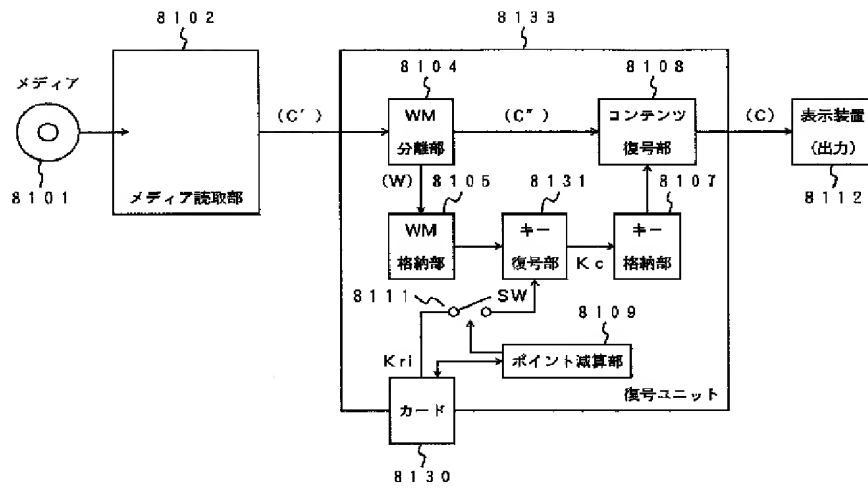 8102
8133
メディア
8101
メディア読取部
(C′)
8104
WM
分離部
(C″)
8108
コンテンツ
復号部
(C)
表示装置
(出力)
8112
(W)
8105
WM
格納部
8131
キー
復号部
Kc
8107
キー
格納部
8111
SW
8109
ポイント減算部
Kri
カード
8130
復号ユニット